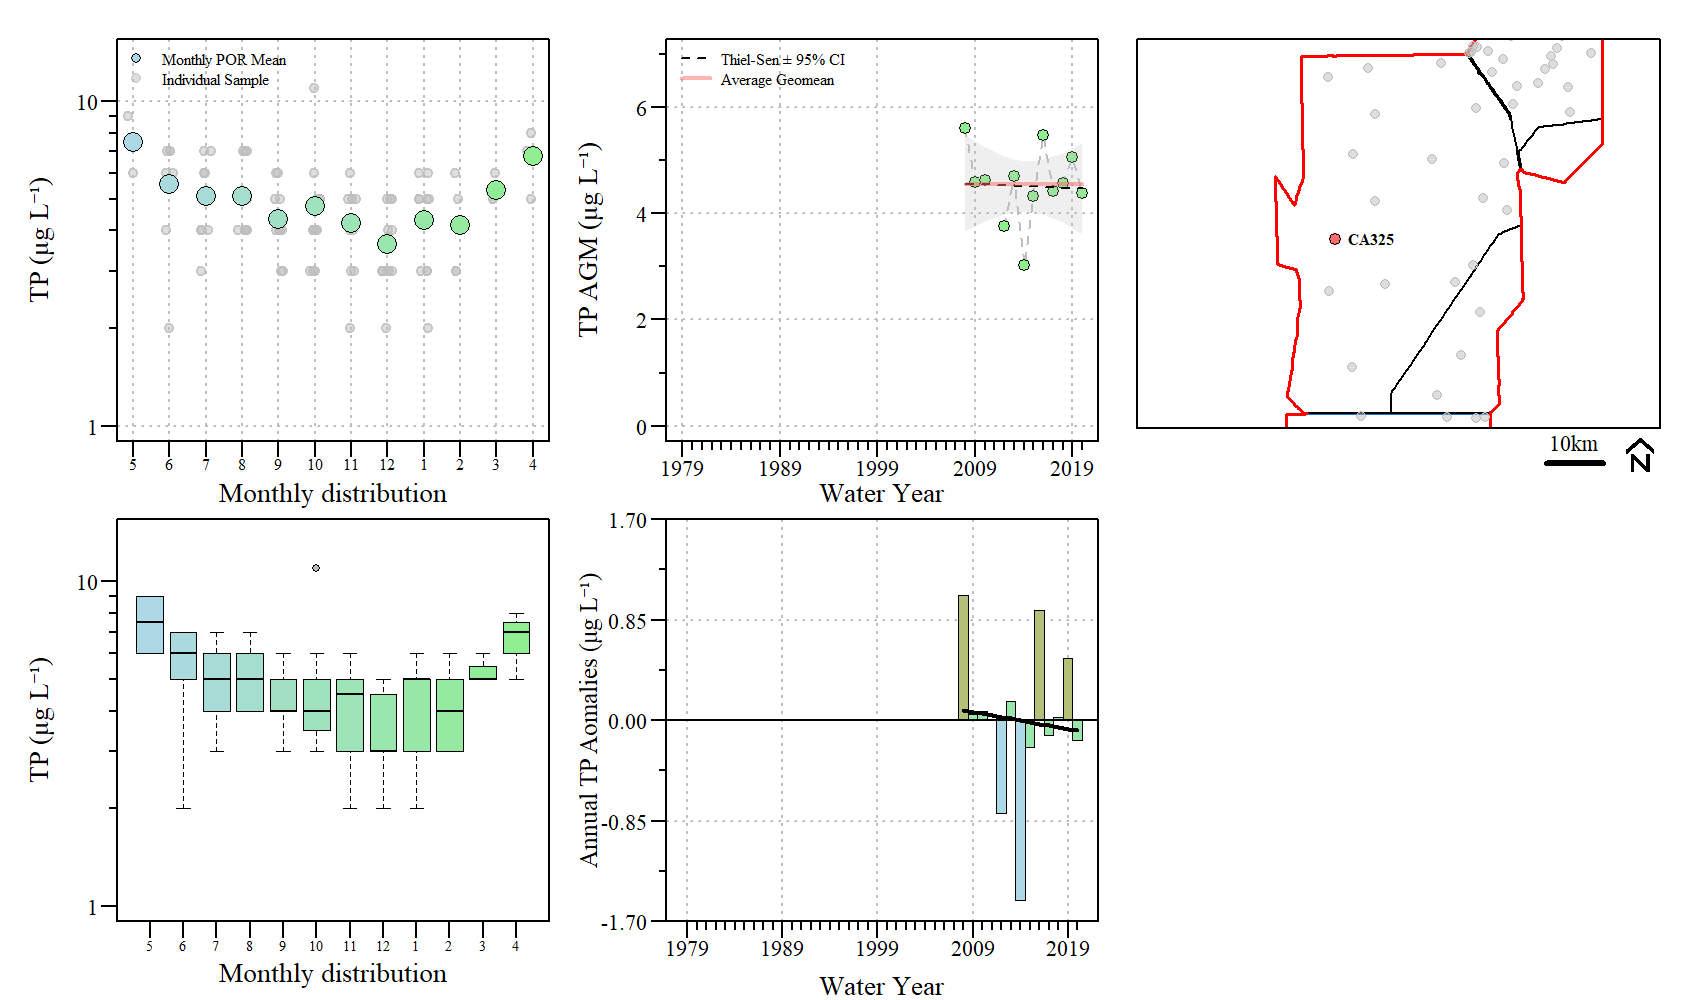 Monthly POR Mean
Individual Sample
10
1
TP (µg L⁻¹)
5 6 7 8 9 10 11 12 1 2 3 4
Monthly distribution
Thiel-Sen ± 95% CI
Average Geomean
6
4
2
0
TP AGM (µg L⁻¹)
1979 1989 1999 2009 2019
Water Year
CA325
10km
N
10
1
TP (µg L⁻¹)
5 6 7 8 9 10 11 12 1 2 3 4
Monthly distribution
1.70
0.85
0.00
-0.85
-1.70
Annual TP Aomalies (µg L⁻¹)
1979 1989 1999 2009 2019
Water Year